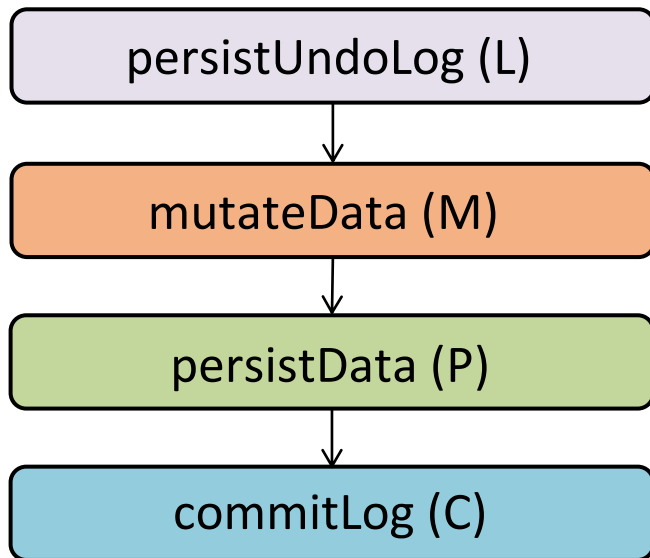 persistUndoLog (L)
mutateData (M)
persistData (P)
commitLog (C)